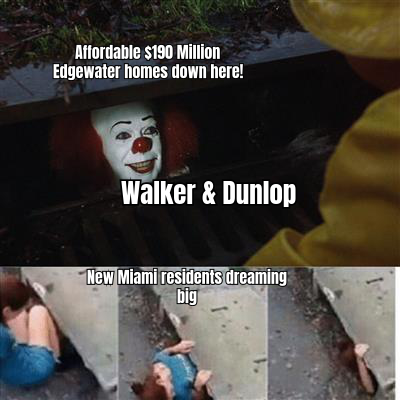 Affordable $190 Million
Edgewater homes down here!
Walker & Dunlop
New Miami residents dreaming
big